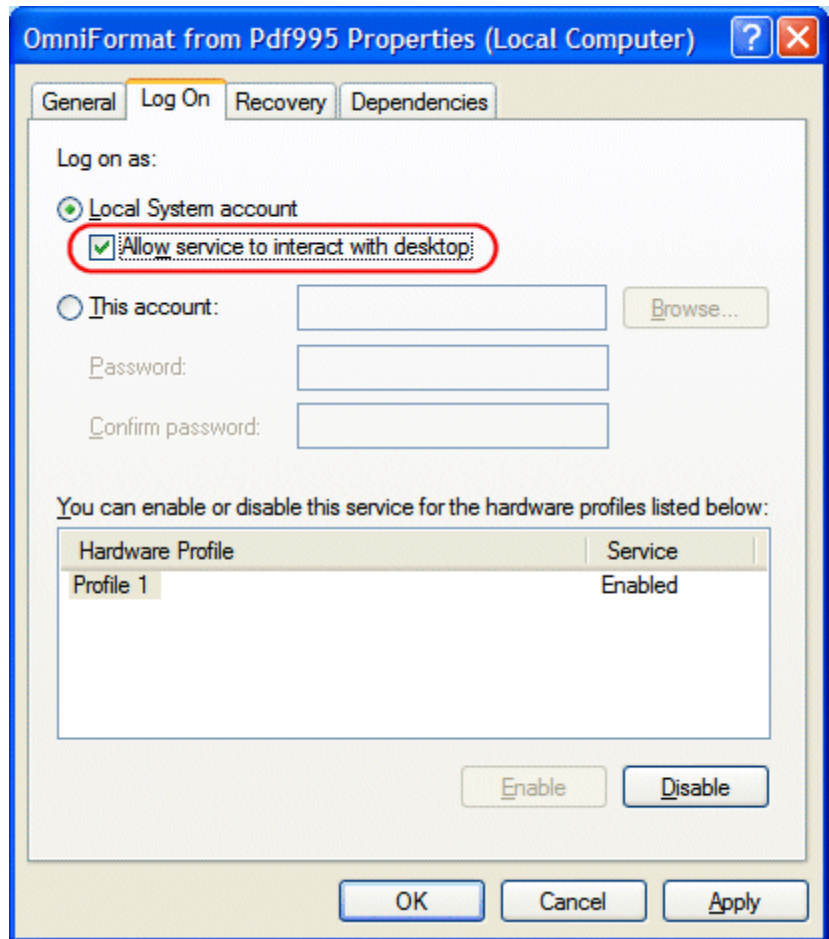 OmniFormat from Pdf995 Properties (Local Computer) ?
General Log On Recovery Dependencies
Log on as:
Local System account
Allow service to interact with desktop
This account: Browse...
Password:
Confirm password:
You can enable or disable this service for the hardware profiles listed below:
Hardware Profile Service
Profile 1 Enabled
Enable Disable
OK Cancel Apply